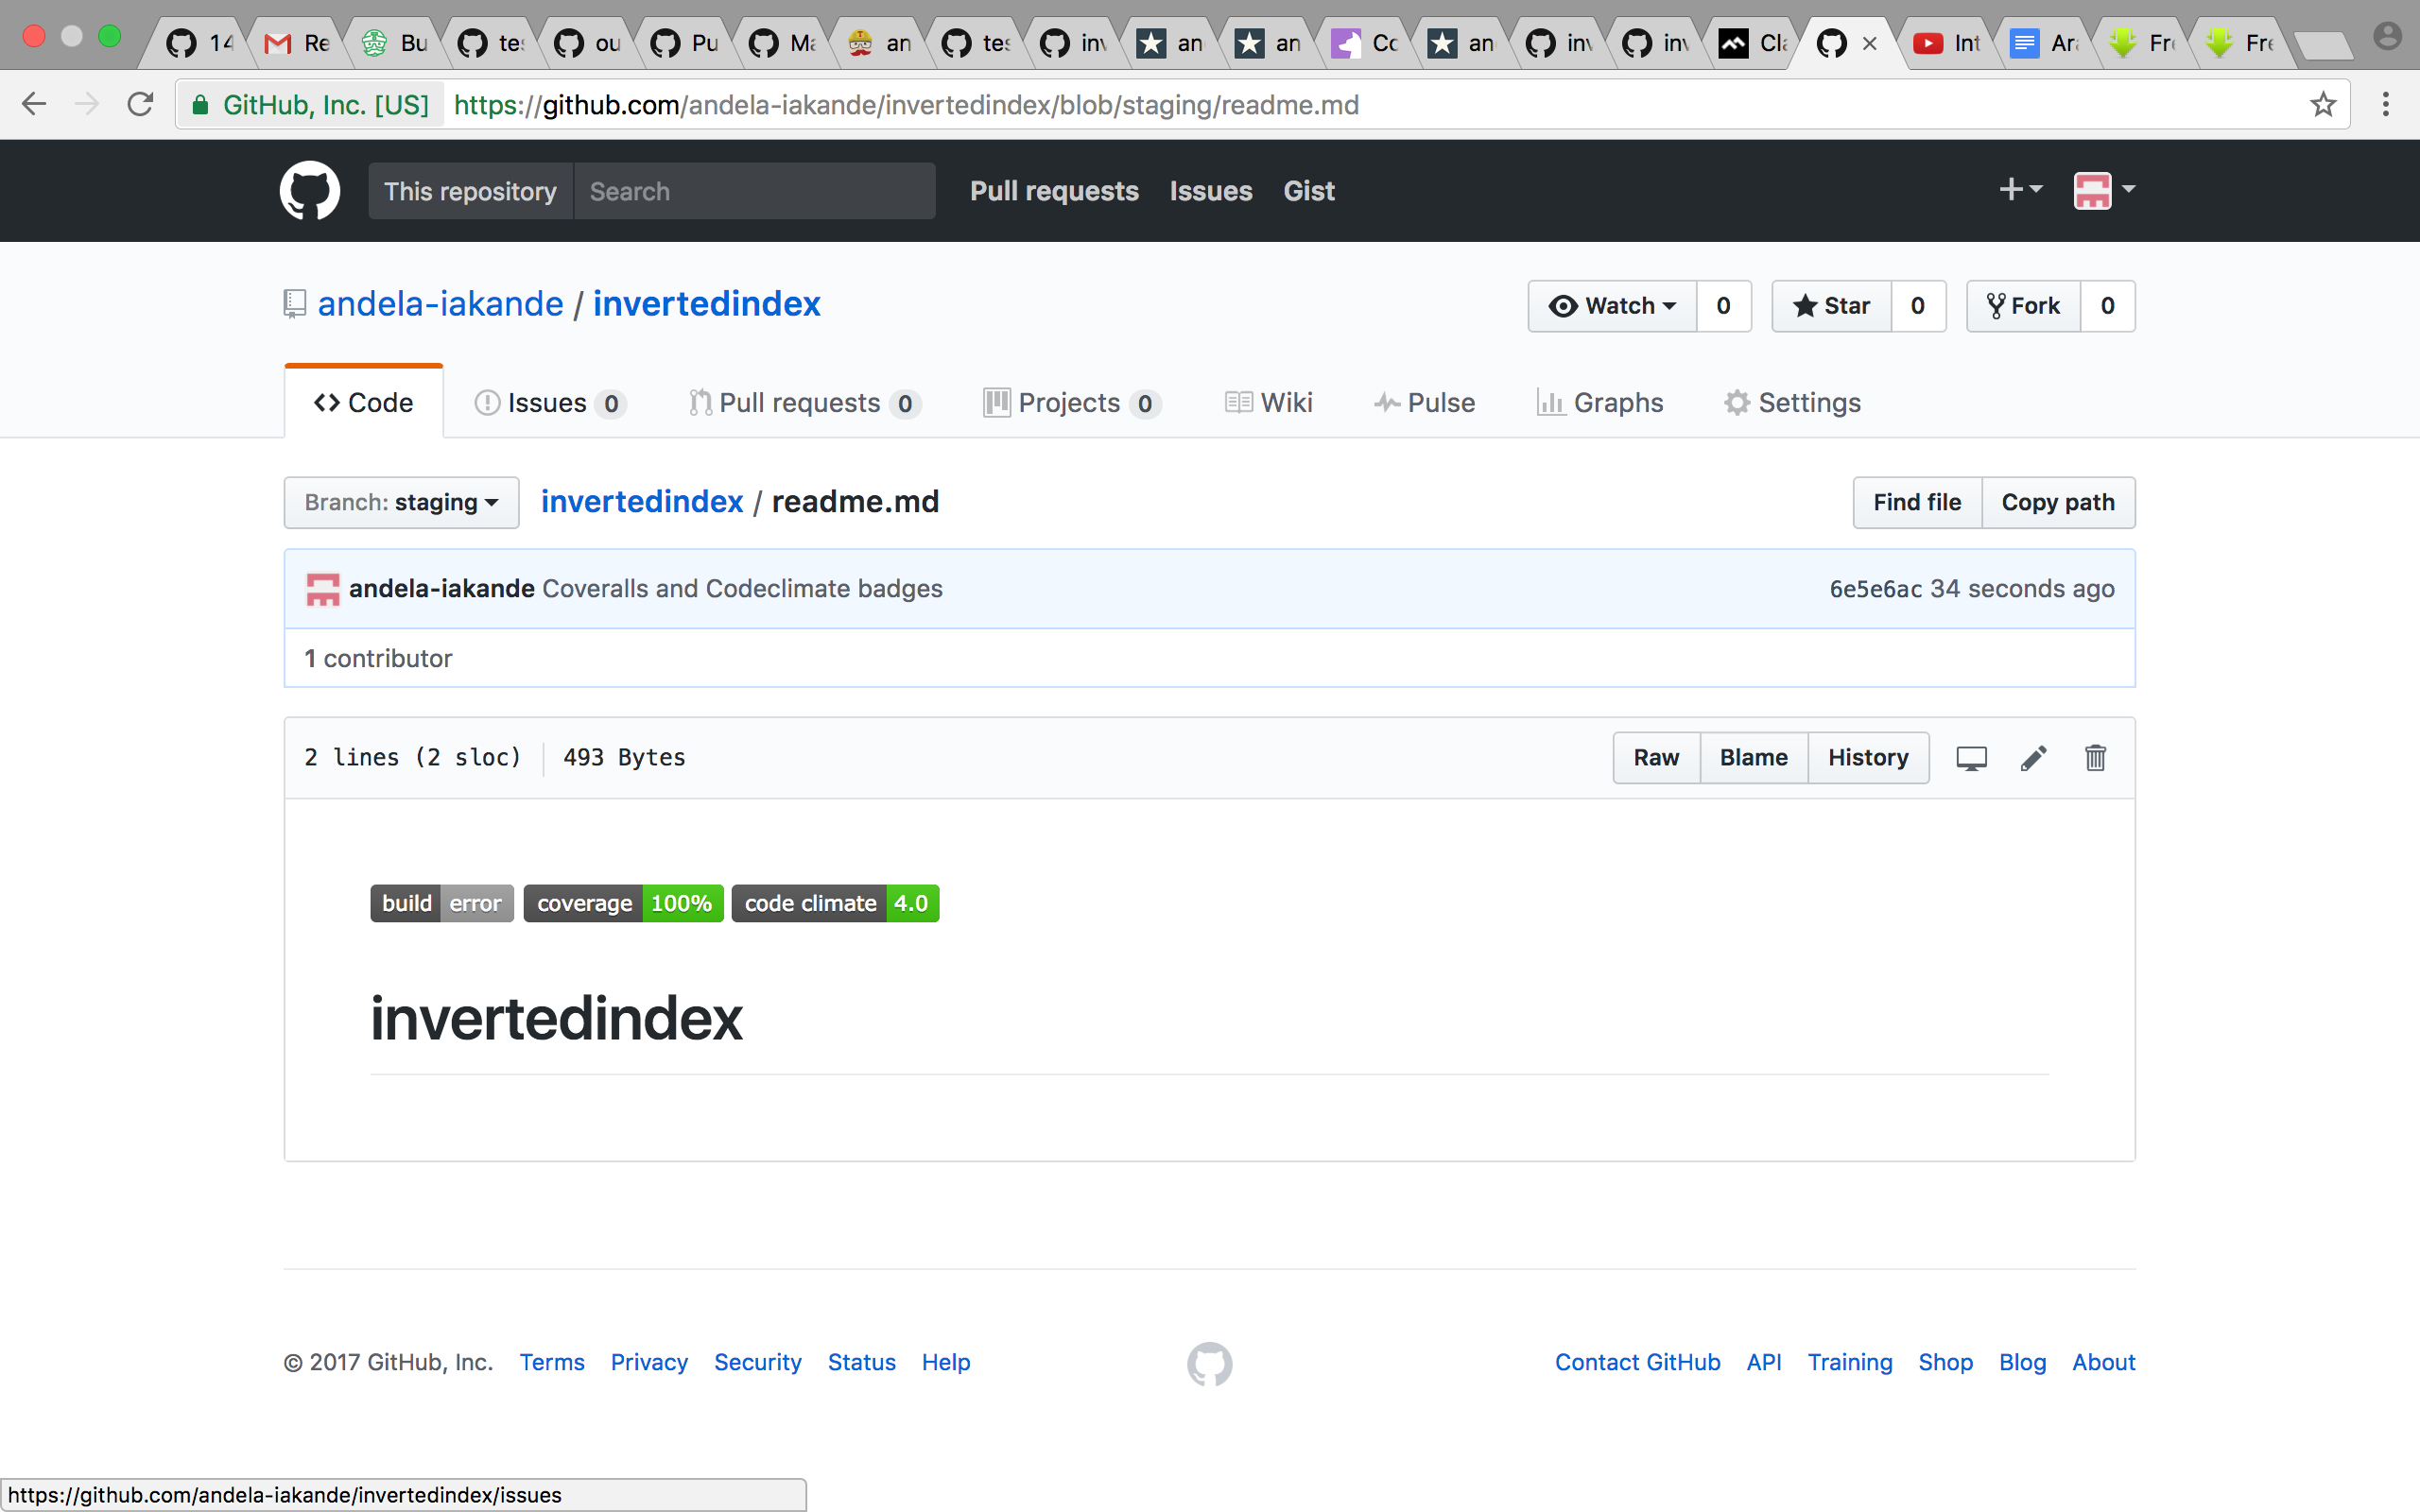 14 Re Bu tes ou Pu Ma an tes inv an an Co an inv inv Cla Int Ara Fre Fre
GitHub, Inc. [US] https://github.com/andela-iakande/invertedindex/blob/staging/readme.md
This repository Search Pull requests Issues Gist
andela-iakande / invertedindex Watch 0 Star 0 Fork 0
Code Issues 0 Pull requests 0 Projects 0 Wiki Pulse Graphs Settings
Branch: staging invertedindex / readme.md Find file Copy path
andela-iakande Coveralls and Codeclimate badges 6e5e6ac 34 seconds ago
1 contributor
2 lines (2 sloc) 493 Bytes Raw Blame History
build error coverage 100% code climate 4.0
invertedindex
© 2017 GitHub, Inc. Terms Privacy Security Status Help Contact GitHub API Training Shop Blog About
https://github.com/andela-iakande/invertedindex/issues